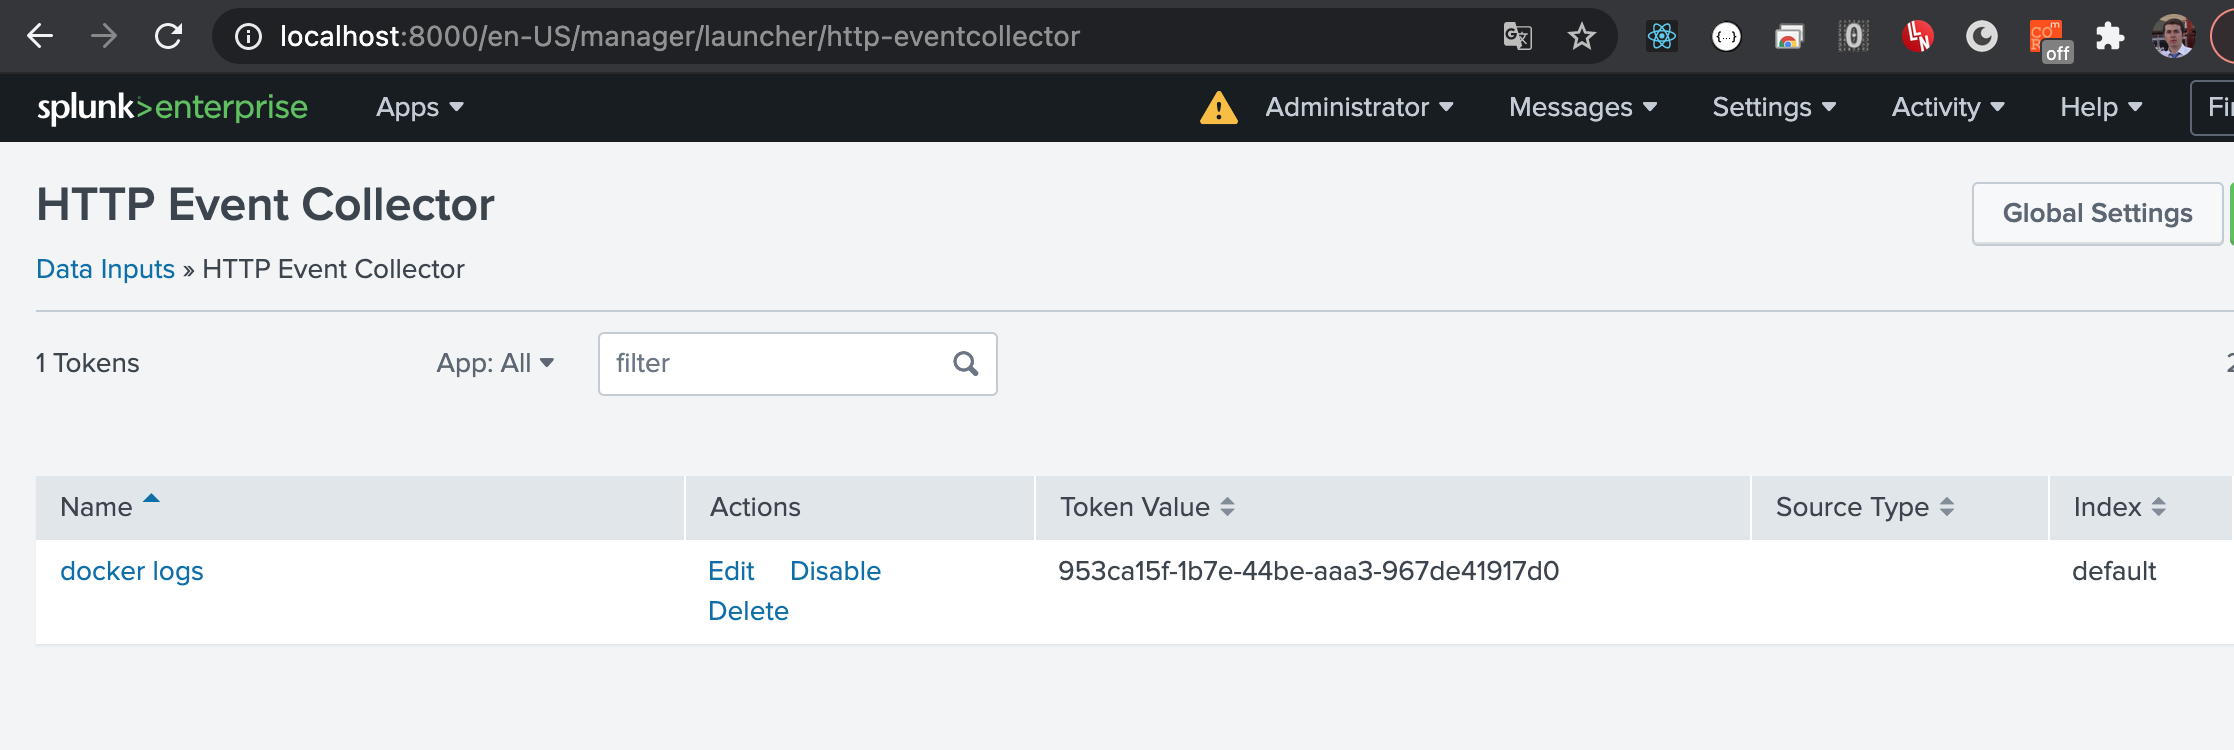 localhost:8000/en-US/manager/launcher/http-eventcollector
off
splunk>enterprise Apps Administrator Messages Settings Activity Help
HTTP Event Collector
Global Settings
Data Inputs » HTTP Event Collector
1 Tokens App: All filter
Name Actions Token Value Source Type Index
docker logs Edit Disable 953ca15f-1b7e-44be-aaa3-967de41917d0 default
Delete